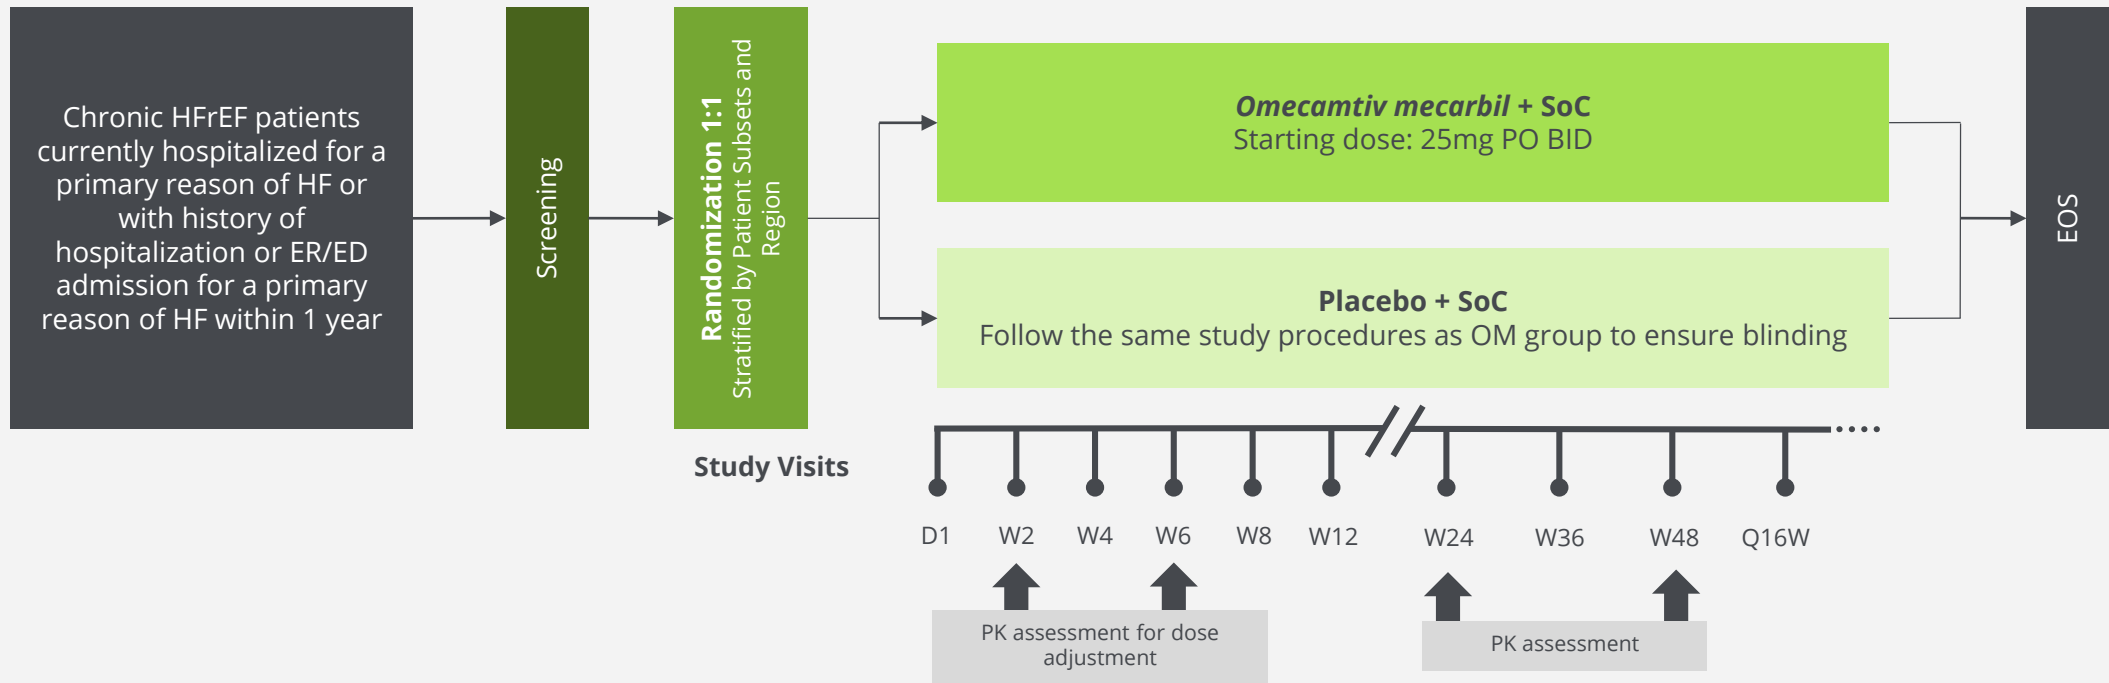 Chronic HFrEF patients
currently hospitalized for a
primary reason of HF or
with history of
hospitalization or ER/ED
admission for a primary
reason of HF within 1 year
Screening
Randomization 1:1
Stratified by Patient Subsets and
Region
Omecamtiv mecarbil + SoC
Starting dose: 25mg PO BID
Placebo + SoC
Follow the same study procedures as OM group to ensure blinding
EOS
Study Visits
D1 W2 W4 W6 W8 W12 W24 W36 W48 Q16W
PK assessment for dose
adjustment
PK assessment